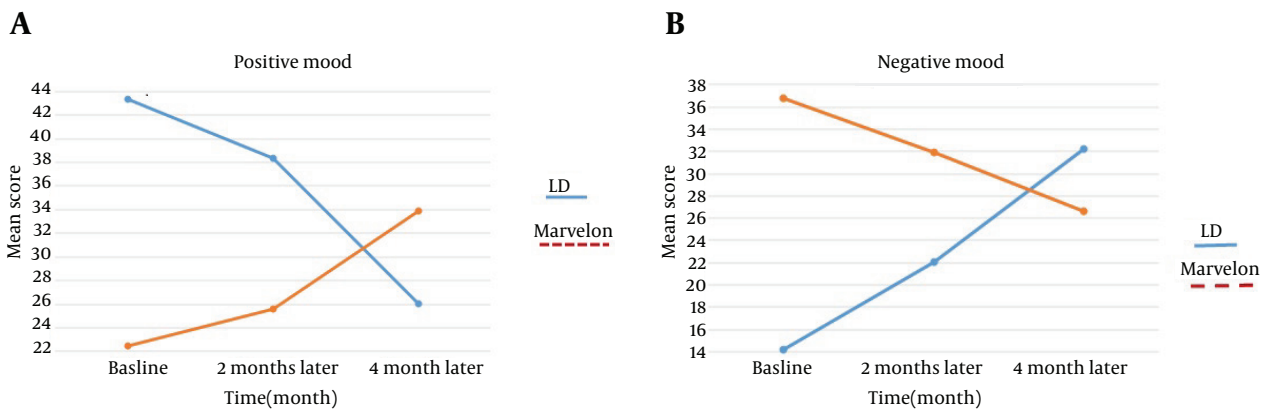 A
Positive mood
44
42
40
38
36
34
32
30
28
26
24
22
Mean score
Basline
2 months later
4 month later
Time(month)
LD
Marvelon
B
Negative mood
38
36
34
32
30
28
26
24
22
20
18
16
14
Mean score
Basline
2 months later
4 month later
Time(month)
LD
Marvelon